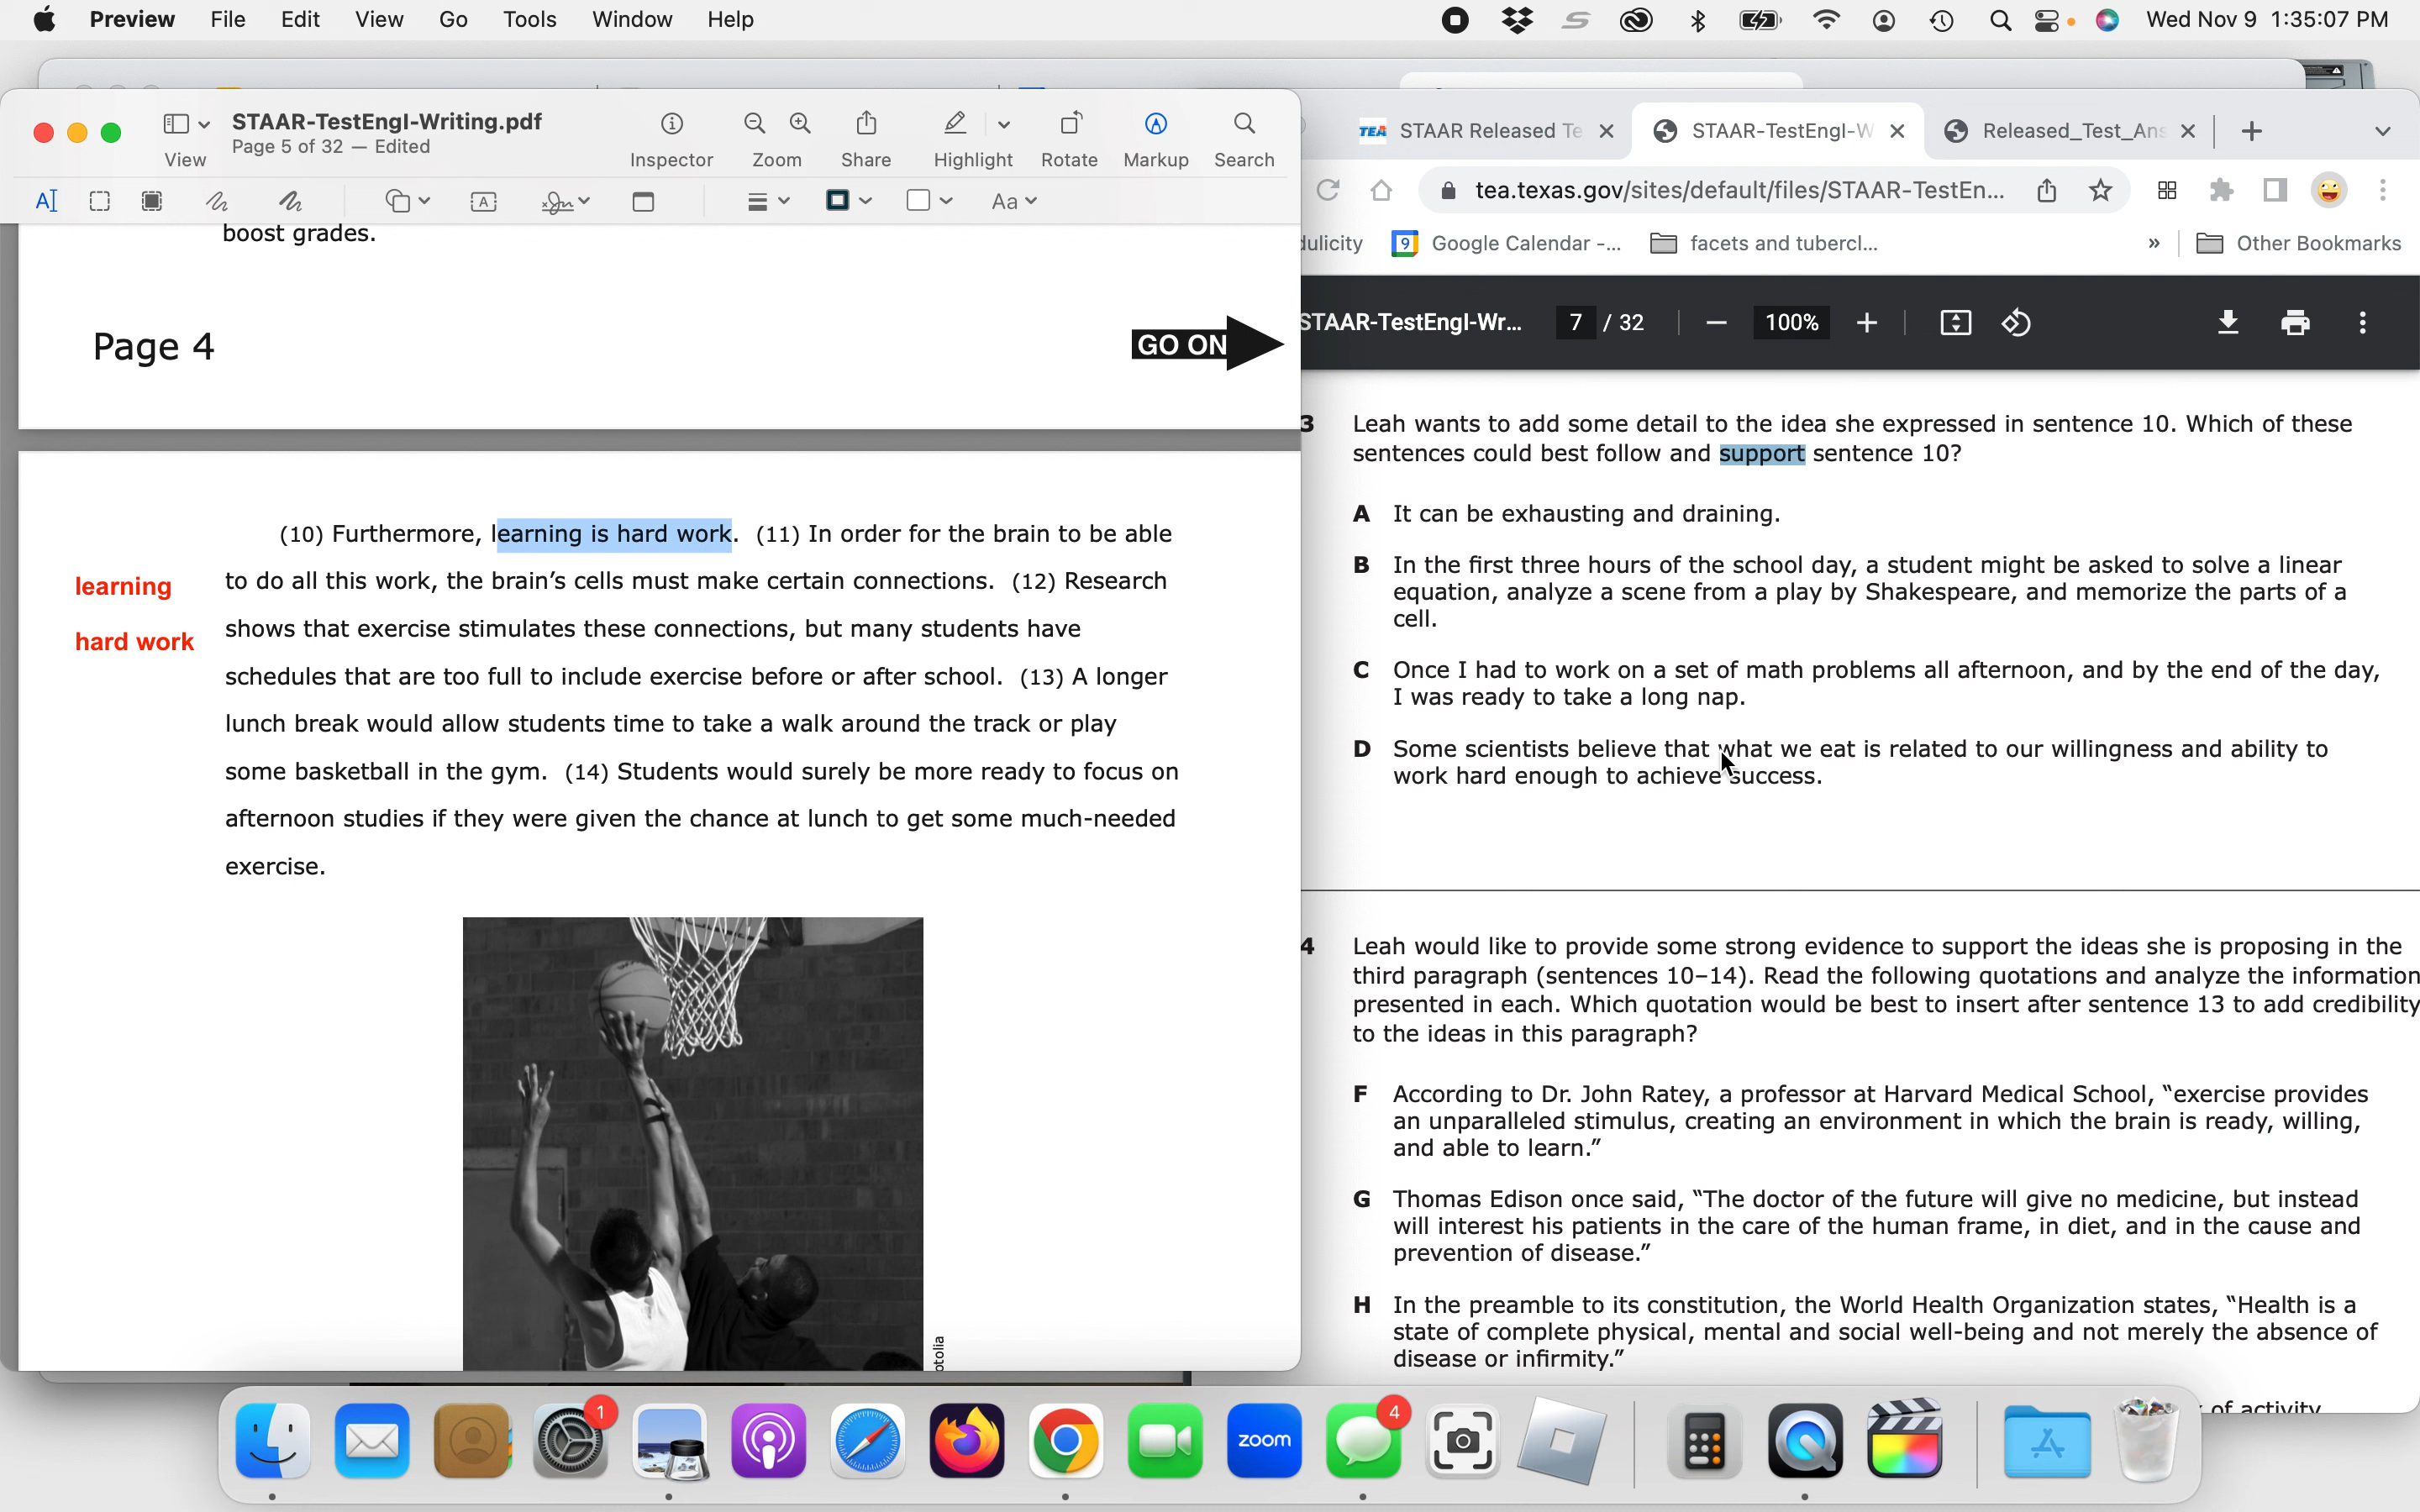 Preview File Edit View Go Tools Window Help
Wed Nov 9 1:35:07 PM
STAAR-TestEngI-Writing.pdf
Page 5 of 32 — Edited
View
Inspector
Zoom
Share
Highlight
Rotate
Markup
Search
A
Aa
boost grades.
Page 4
GO ON
(10) Furthermore, learning is hard work. (11) In order for the brain to be able
to do all this work, the brain's cells must make certain connections. (12) Research
shows that exercise stimulates these connections, but many students have
schedules that are too full to include exercise before or after school. (13) A longer
lunch break would allow students time to take a walk around the track or play
some basketball in the gym. (14) Students would surely be more ready to focus on
afternoon studies if they were given the chance at lunch to get some much-needed
exercise.
learning
hard work
otolia
TEA STAAR Released Te
STAAR-TestEngI-W
Released_Test_Ans
tea.texas.gov/sites/default/files/STAAR-TestEn...
dulicity
9 Google Calendar -...
facets and tubercl...
»
Other Bookmarks
STAAR-TestEngI-Wr...
7 / 32
100%
3 Leah wants to add some detail to the idea she expressed in sentence 10. Which of these
sentences could best follow and support sentence 10?
A It can be exhausting and draining.
B In the first three hours of the school day, a student might be asked to solve a linear
equation, analyze a scene from a play by Shakespeare, and memorize the parts of a
cell.
C Once I had to work on a set of math problems all afternoon, and by the end of the day,
I was ready to take a long nap.
D Some scientists believe that what we eat is related to our willingness and ability to
work hard enough to achieve success.
4 Leah would like to provide some strong evidence to support the ideas she is proposing in the
third paragraph (sentences 10–14). Read the following quotations and analyze the information
presented in each. Which quotation would be best to insert after sentence 13 to add credibility
to the ideas in this paragraph?
F According to Dr. John Ratey, a professor at Harvard Medical School, "exercise provides
an unparalleled stimulus, creating an environment in which the brain is ready, willing,
and able to learn."
G Thomas Edison once said, "The doctor of the future will give no medicine, but instead
will interest his patients in the care of the human frame, in diet, and in the cause and
prevention of disease."
H In the preamble to its constitution, the World Health Organization states, "Health is a
state of complete physical, mental and social well-being and not merely the absence of
disease or infirmity."
of activity
1
zoom
4